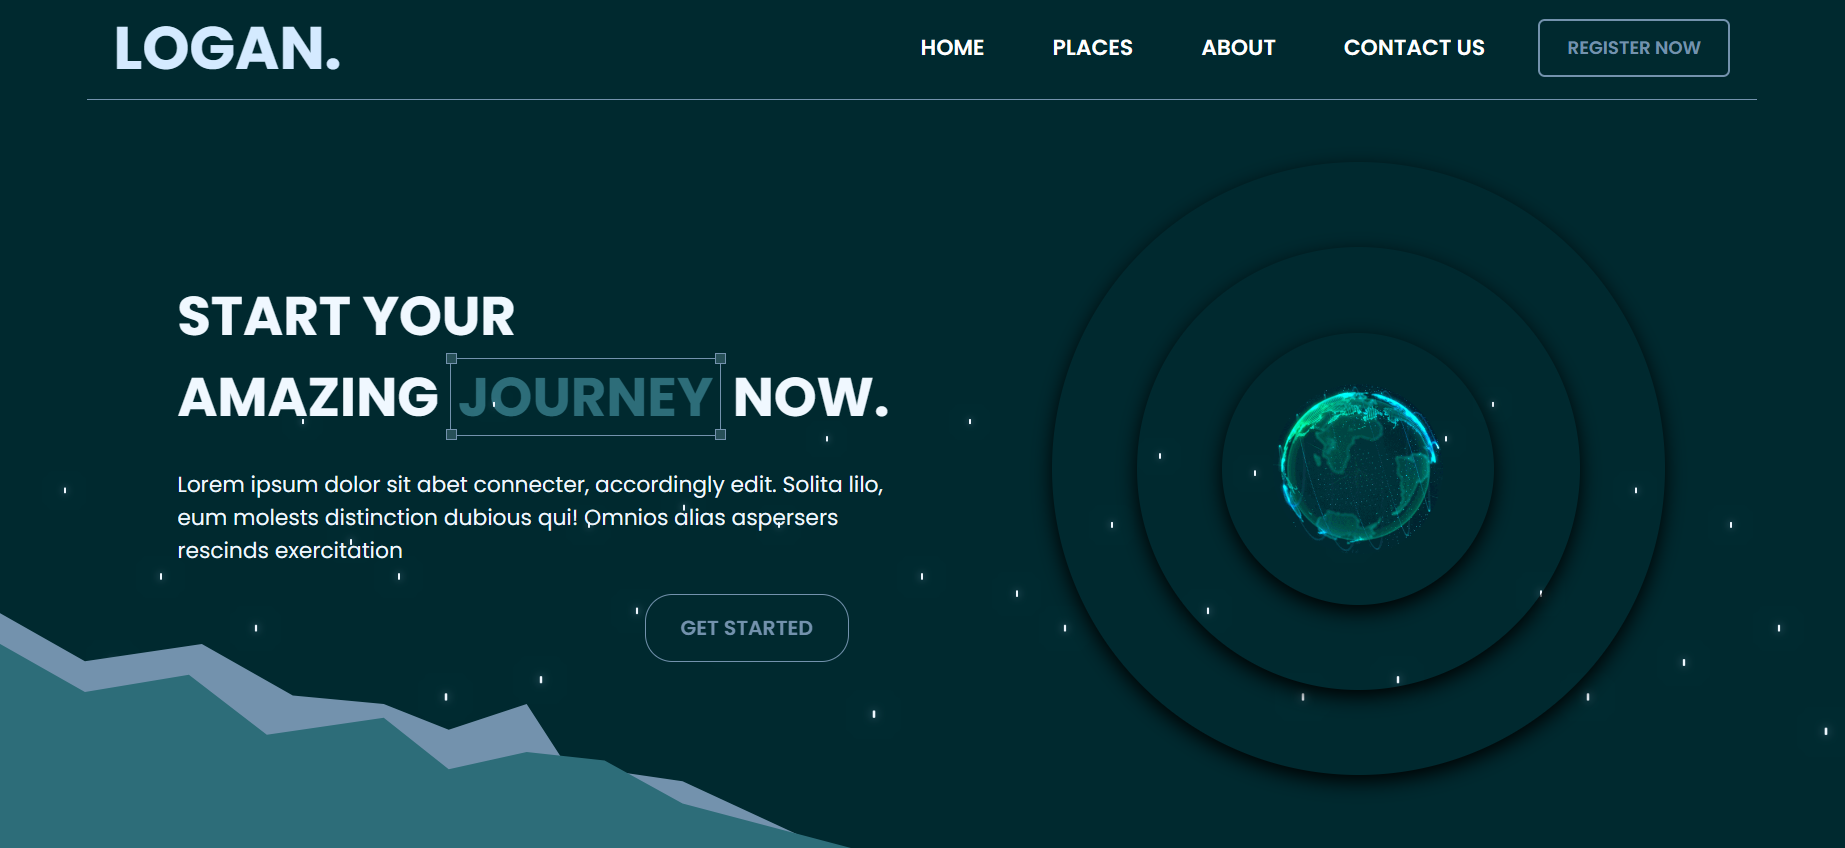 LOGAN.
HOME PLACES ABOUT CONTACT US REGISTER NOW
START YOUR
AMAZING JOURNEY NOW.
Lorem ipsum dolor sit abet connecter, accordingly edit. Solita lilo,
eum molests distinction dubious qui! Omnios alias aspersers
rescinds exercitation
GET STARTED